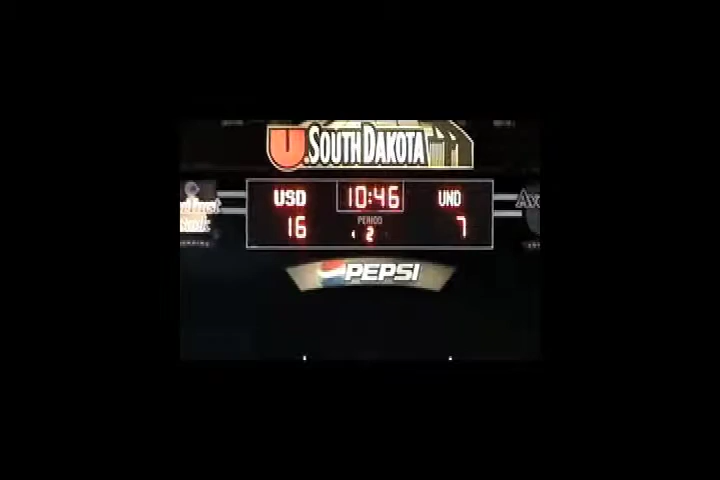 U.SOUTH DAKOTA
USD 10:46 UND
PERIOD
16 2 7
PEPSI